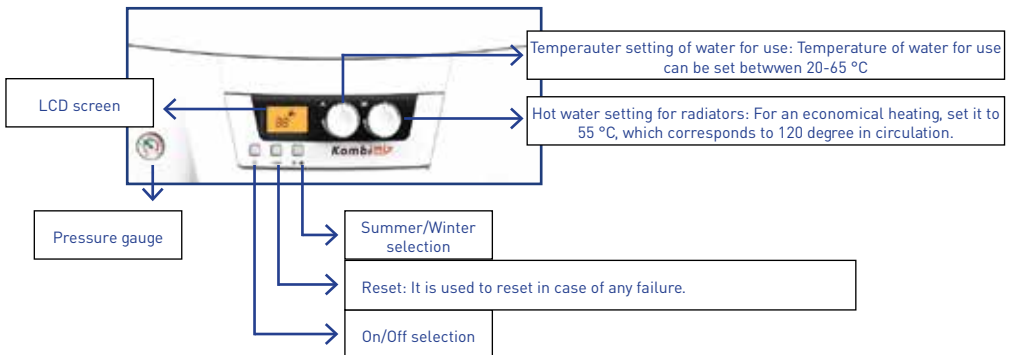 Temperauter setting of water for use: Temperature of water for use
can be set betwwen 20-65 °C
LCD screen
Hot water setting for radiators: For an economical heating, set it to
55 °C, which corresponds to 120 degree in circulation.
Kombi
Pressure gauge
Summer/Winter
selection
Reset: It is used to reset in case of any failure.
On/Off selection